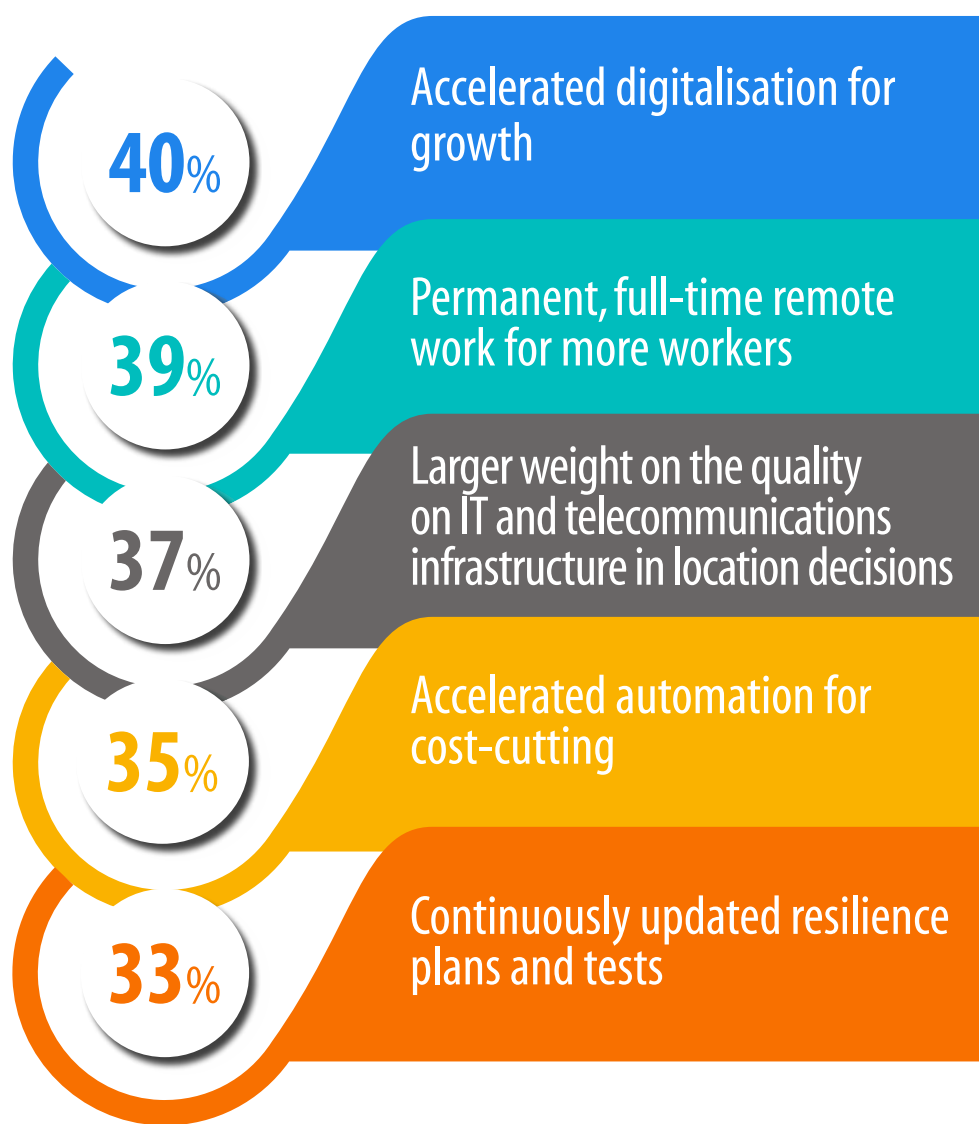 40%
Accelerated digitalisation for
growth
39%
Permanent, full-time remote
work for more workers
37%
Larger weight on the quality
on IT and telecommunications
infrastructure in location decisions
35%
Accelerated automation for
cost-cutting
33%
Continuously updated resilience
plans and tests